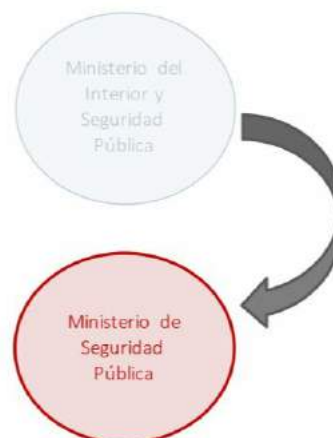 Ministerio del
Interior y
Seguridad
Pública
Ministerio de
Seguridad
Pública